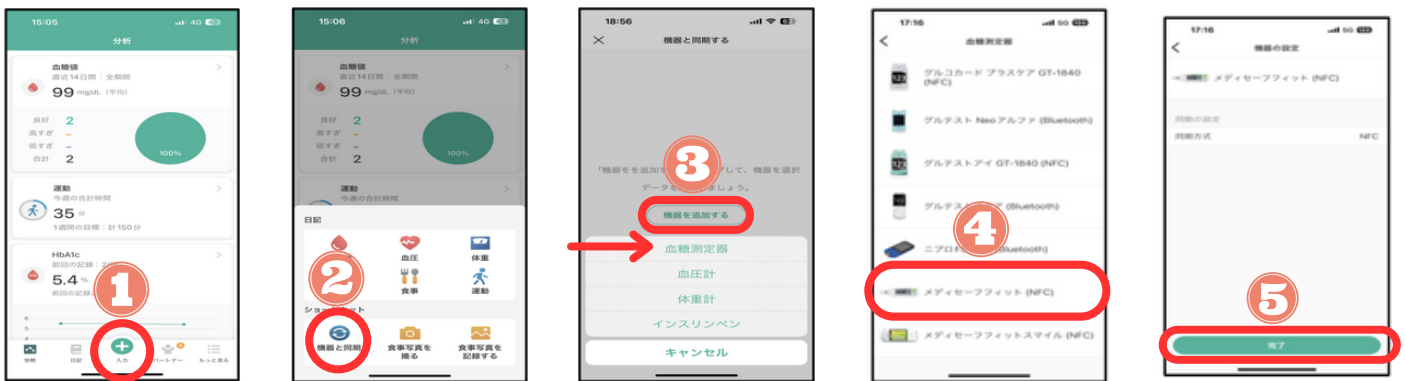 15:05
4G
分析
血糖値
直近14日間 全期間
99 mg/dL (平均)
良好 2
高すぎ -
低すぎ -
合計 2
100%
運動
今週の合計時間
35 分
1週間の目標:計150分
HbA1c
前回の記録:
5.4 %
6
5
4
1
分析
日記
入力
パートナー
もっと見る
15:06
4G
分析
血糖値
直近14日間 全期間
99 mg/dL (平均)
良好 2
高すぎ -
低すぎ -
合計 2
100%
運動
今週の合計時間
日記
血圧
体重
食事
運動
2
機器と同期
食事写真を
撮る
食事写真を
記録する
18:56
機器と同期する
3
機器を追加する
血糖測定器
血圧計
体重計
インスリンペン
キャンセル
17:16
5G
血糖測定器
グルコカード プラスケア GT-1840
(NFC)
グルテスト Neo アルファ (Bluetooth)
グルテストアイ GT-1840 (NFC)
(Bluetooth)
4
メディセーフフィット (NFC)
メディセーフフィットスマイル (NFC)
17:16
5G
機器の設定
メディセーフフィット (NFC)
同期の設定
同期方式 NFC
5
完了